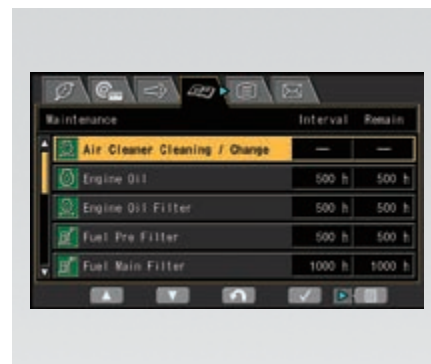 Maintenance Interval Remain
Air Cleaner Cleaning / Change — —
Engine Oil 500 h 500 h
Engine Oil Filter 500 h 500 h
Fuel Pre Filter 500 h 500 h
Fuel Main Filter 1000 h 1000 h